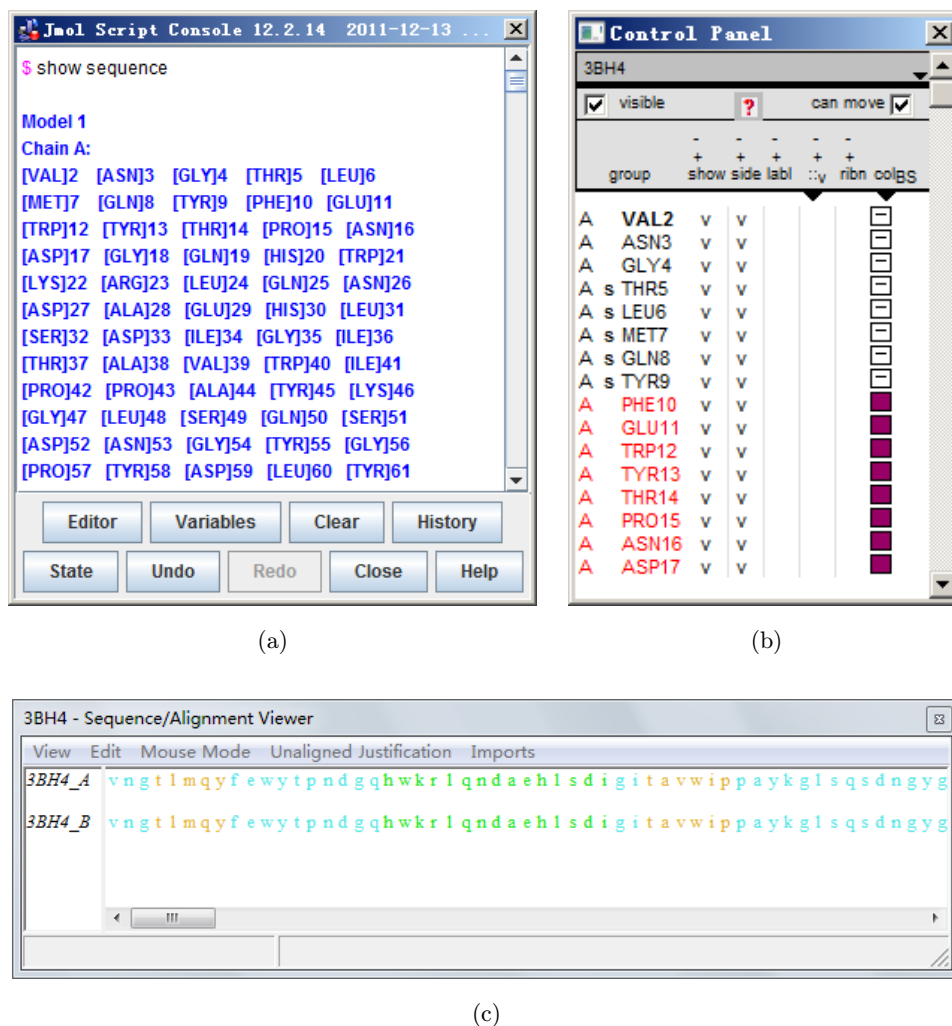 Jmol Script Console 12.2.14 2011-12-13 ...
$ show sequence
Model 1
Chain A:
[VAL]2 [ASN]3 [GLY]4 [THR]5 [LEU]6
[MET]7 [GLN]8 [TYR]9 [PHE]10 [GLU]11
[TRP]12 [TYR]13 [THR]14 [PRO]15 [ASN]16
[ASP]17 [GLY]18 [GLN]19 [HIS]20 [TRP]21
[LYS]22 [ARG]23 [LEU]24 [GLN]25 [ASN]26
[ASP]27 [ALA]28 [GLU]29 [HIS]30 [LEU]31
[SER]32 [ASP]33 [ILE]34 [GLY]35 [ILE]36
[THR]37 [ALA]38 [VAL]39 [TRP]40 [ILE]41
[PRO]42 [PRO]43 [ALA]44 [TYR]45 [LYS]46
[GLY]47 [LEU]48 [SER]49 [GLN]50 [SER]51
[ASP]52 [ASN]53 [GLY]54 [TYR]55 [GLY]56
[PRO]57 [TYR]58 [ASP]59 [LEU]60 [TYR]61
Editor Variables Clear History
State Undo Redo Close Help
(a)
Control Panel
3BH4
visible ? can move
- - - - -
+ + + + +
group show side labl ::v ribn colBS
A VAL2 v v
A ASN3 v v
A GLY4 v v
A s THR5 v v
A s LEU6 v v
A s MET7 v v
A s GLN8 v v
A s TYR9 v v
A PHE10 v v
A GLU11 v v
A TRP12 v v
A TYR13 v v
A THR14 v v
A PRO15 v v
A ASN16 v v
A ASP17 v v
(b)
3BH4 - Sequence/Alignment Viewer
View Edit Mouse Mode Unaligned Justification Imports
3BH4_A v n g t l m q y f e w y t p n d g q h w k r l q n d a e h l s d i g i t a v w i p p a y k g l s q s d n g y g
3BH4_B v n g t l m q y f e w y t p n d g q h w k r l q n d a e h l s d i g i t a v w i p p a y k g l s q s d n g y g
(c)